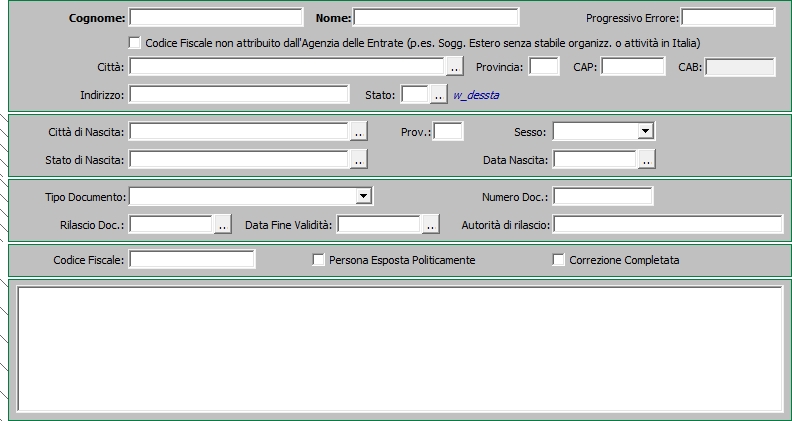 Cognome: Nome: Progressivo Errore:
Codice Fiscale non attribuito dall'Agenzia delle Entrate (p.es. Sogg. Estero senza stabile organizz. o attività in Italia)
Città: .. Provincia: CAP: CAB:
Indirizzo: Stato: .. w_dessta
Città di Nascita: .. Prov.: Sesso:
Stato di Nascita: .. Data Nascita: ..
Tipo Documento: Numero Doc.:
Rilascio Doc.: .. Data Fine Validità: .. Autorità di rilascio:
Codice Fiscale: Persona Esposta Politicamente Correzione Completata